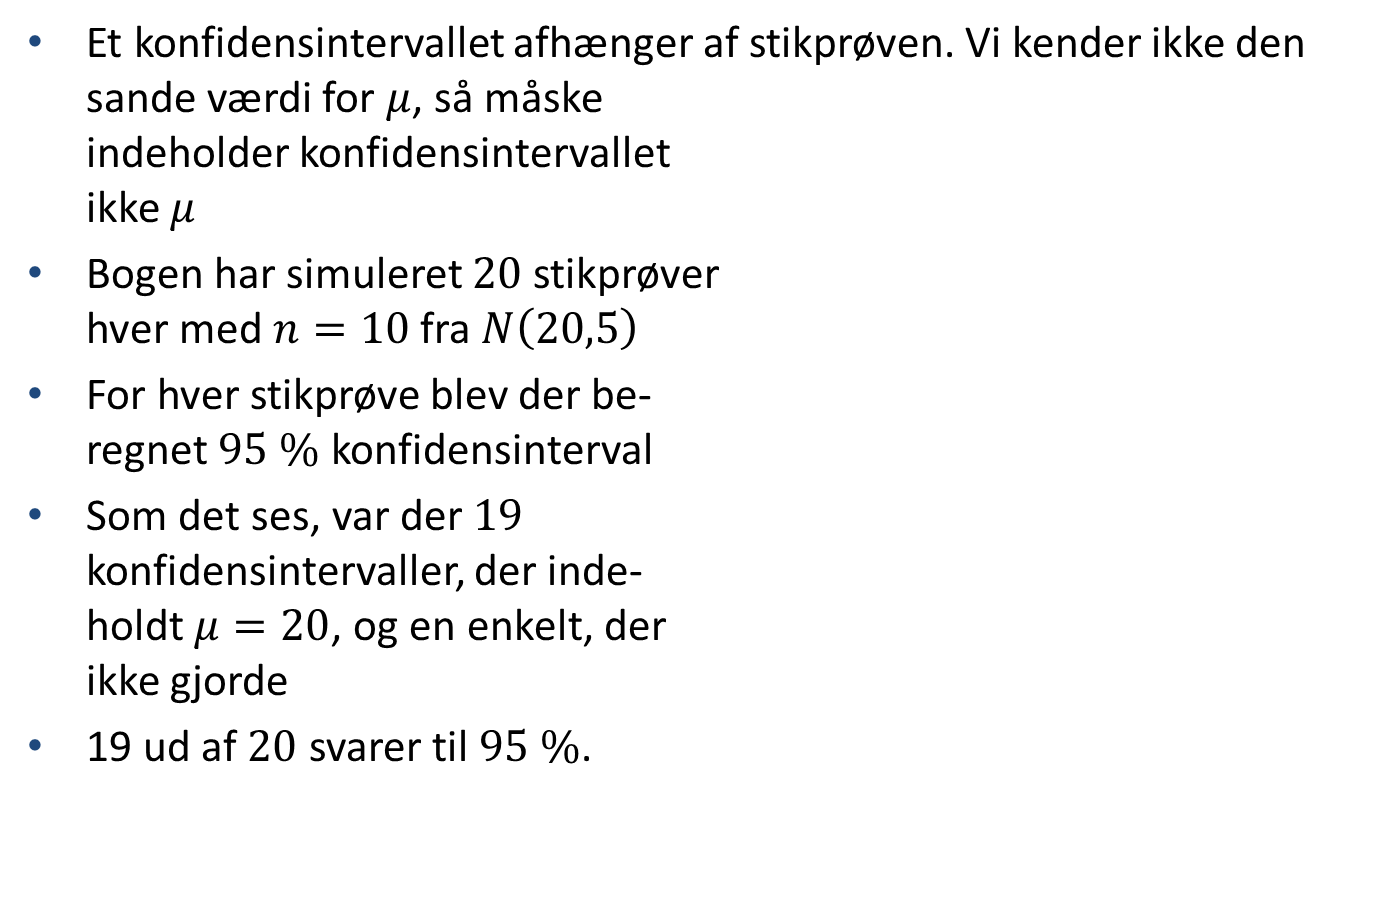 • Et konfidensintervallet afhænger af stikprøven. Vi kender ikke den
sande værdi for μ, så måske
indeholder konfidensintervallet
ikke μ
• Bogen har simuleret 20 stikprøver
hver med n = 10 fra N(20,5)
• For hver stikprøve blev der be-
regnet 95 % konfidensinterval
• Som det ses, var der 19
konfidensintervaller, der inde-
holdt μ = 20, og en enkelt, der
ikke gjorde
• 19 ud af 20 svarer til 95 %.